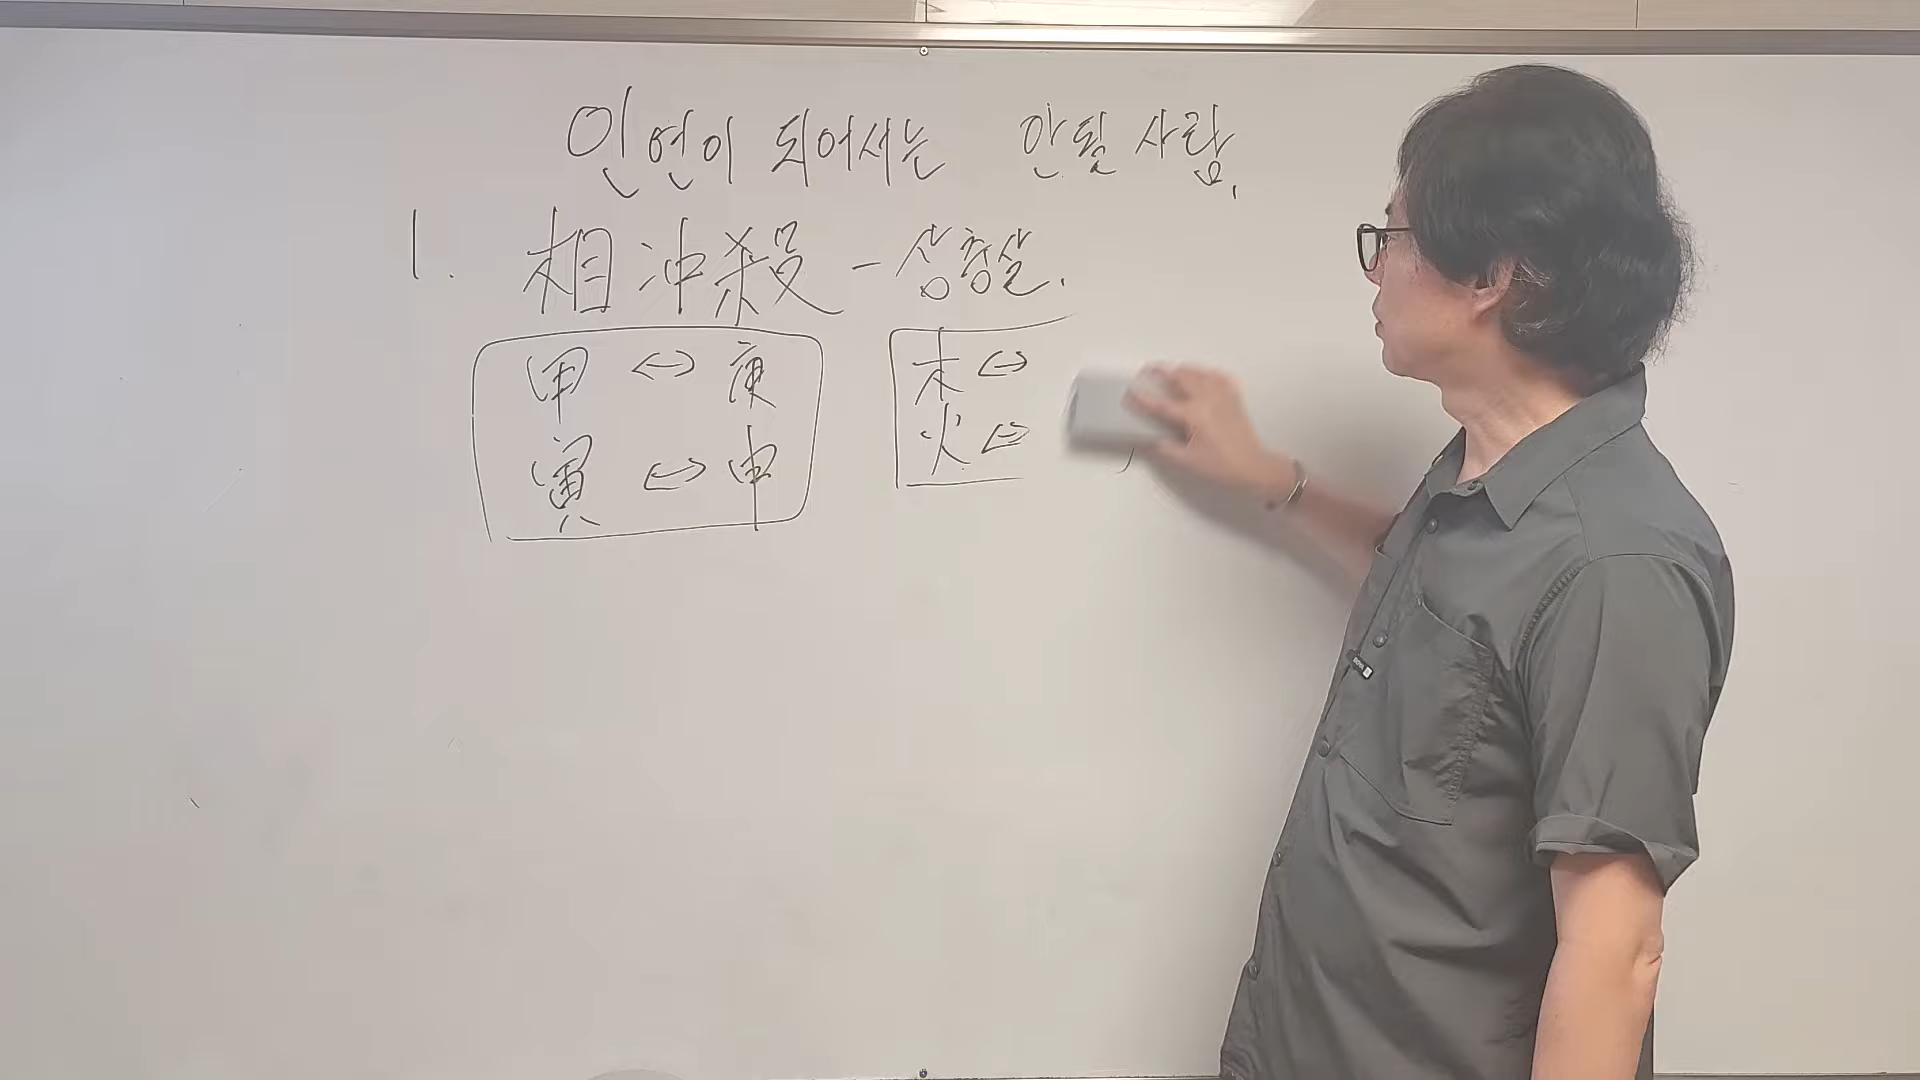 인연이 되어서는 안될 사람.
1. 相冲殺 - 상충살.
甲 ↔ 庚 木 ↔
寅 ↔ 申 火 ↔